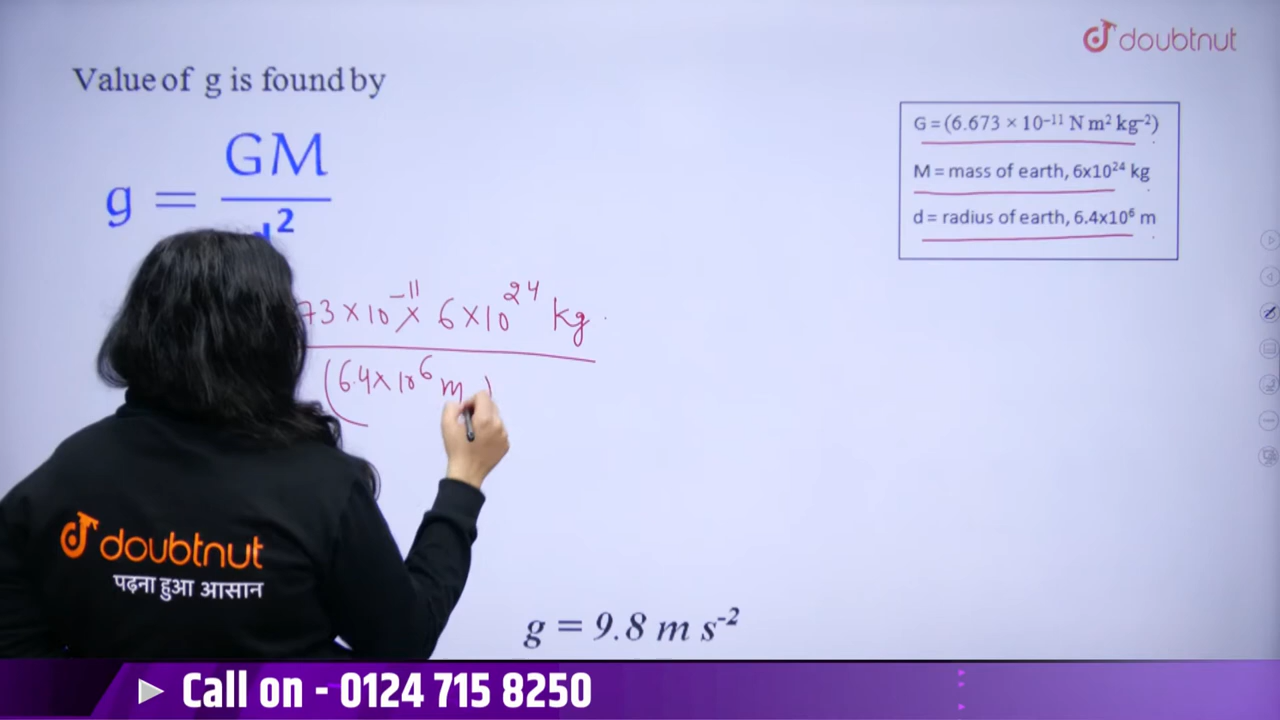 doubtnut
Value of g is found by
G = (6.673 × 10⁻¹¹ N m² kg⁻²)
M = mass of earth, 6x10²⁴ kg
d = radius of earth, 6.4x10⁶ m
g = GM
2
73 × 10⁻¹¹ × 6 × 10²⁴ kg
(6.4 × 10⁶ m )
doubtnut
पढ़ना हुआ आसान
g = 9.8 m s⁻²
Call on - 0124 715 8250